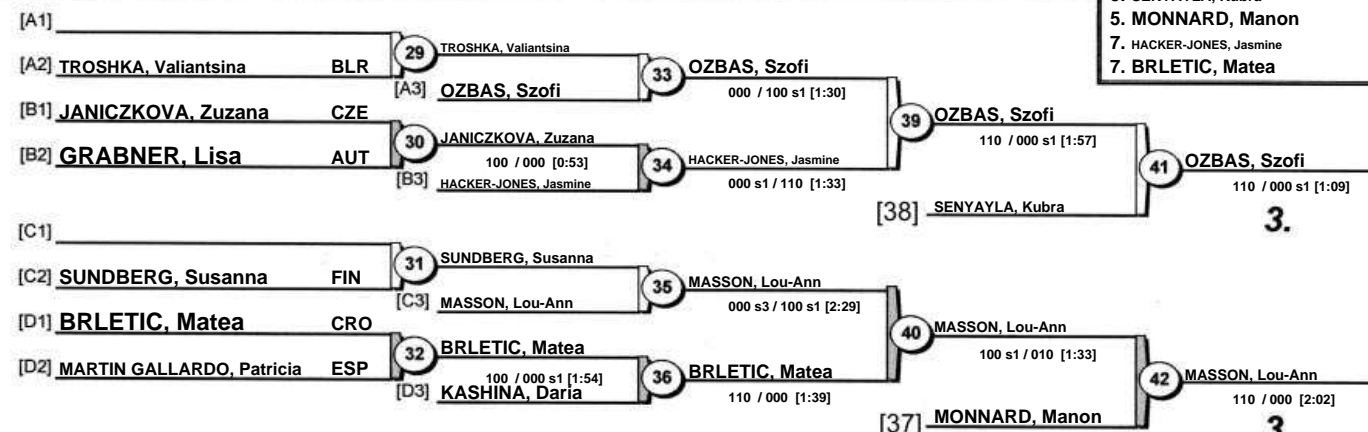 5. MONNARD, Manon
7. HACKER-JONES, Jasmine
7. BRLETIC, Matea
[A1]
[A2] TROSHKA, Valiantsina BLR
29
TROSHKA, Valiantsina
[A3] OZBAS, Szofi
33
OZBAS, Szofi
000 / 100 s1 [1:30]
[B1] JANICZKOVA, Zuzana CZE
[B2] GRABNER, Lisa AUT
30
JANICZKOVA, Zuzana
100 / 000 [0:53]
[B3] HACKER-JONES, Jasmine
34
HACKER-JONES, Jasmine
000 s1 / 110 [1:33]
39
OZBAS, Szofi
110 / 000 s1 [1:57]
[38] SENYAYLA, Kubra
41
OZBAS, Szofi
110 / 000 s1 [1:09]
3.
[C1]
[C2] SUNDBERG, Susanna FIN
31
SUNDBERG, Susanna
[C3] MASSON, Lou-Ann
35
MASSON, Lou-Ann
000 s3 / 100 s1 [2:29]
[D1] BRLETIC, Matea CRO
[D2] MARTIN GALLARDO, Patricia ESP
32
BRLETIC, Matea
100 / 000 s1 [1:54]
[D3] KASHINA, Daria
36
BRLETIC, Matea
110 / 000 [1:39]
40
MASSON, Lou-Ann
100 s1 / 010 [1:33]
[37] MONNARD, Manon
42
MASSON, Lou-Ann
110 / 000 [2:02]
3.